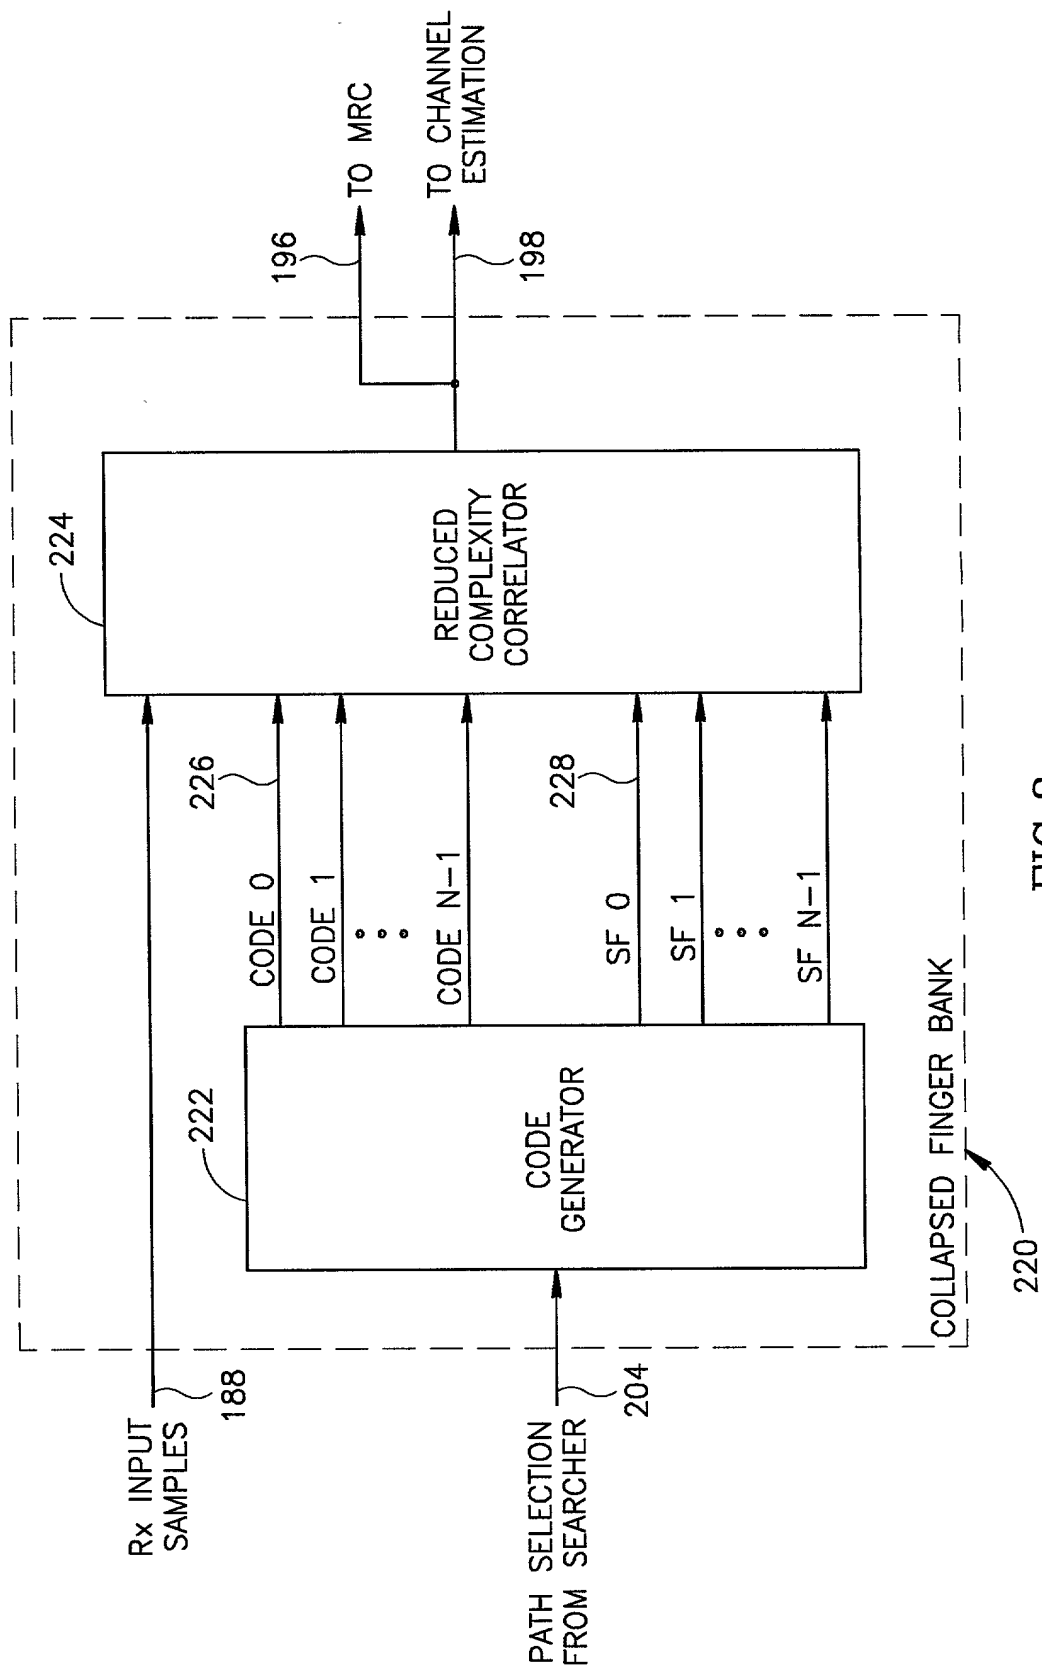 Rx INPUT
SAMPLES
188
PATH SELECTION
FROM SEARCHER
204
222
CODE
GENERATOR
CODE 0
226
CODE 1
CODE N-1
SF 0
228
SF 1
SF N-1
224
REDUCED
COMPLEXITY
CORRELATOR
196
TO MRC
198
TO CHANNEL
ESTIMATION
COLLAPSED FINGER BANK
220